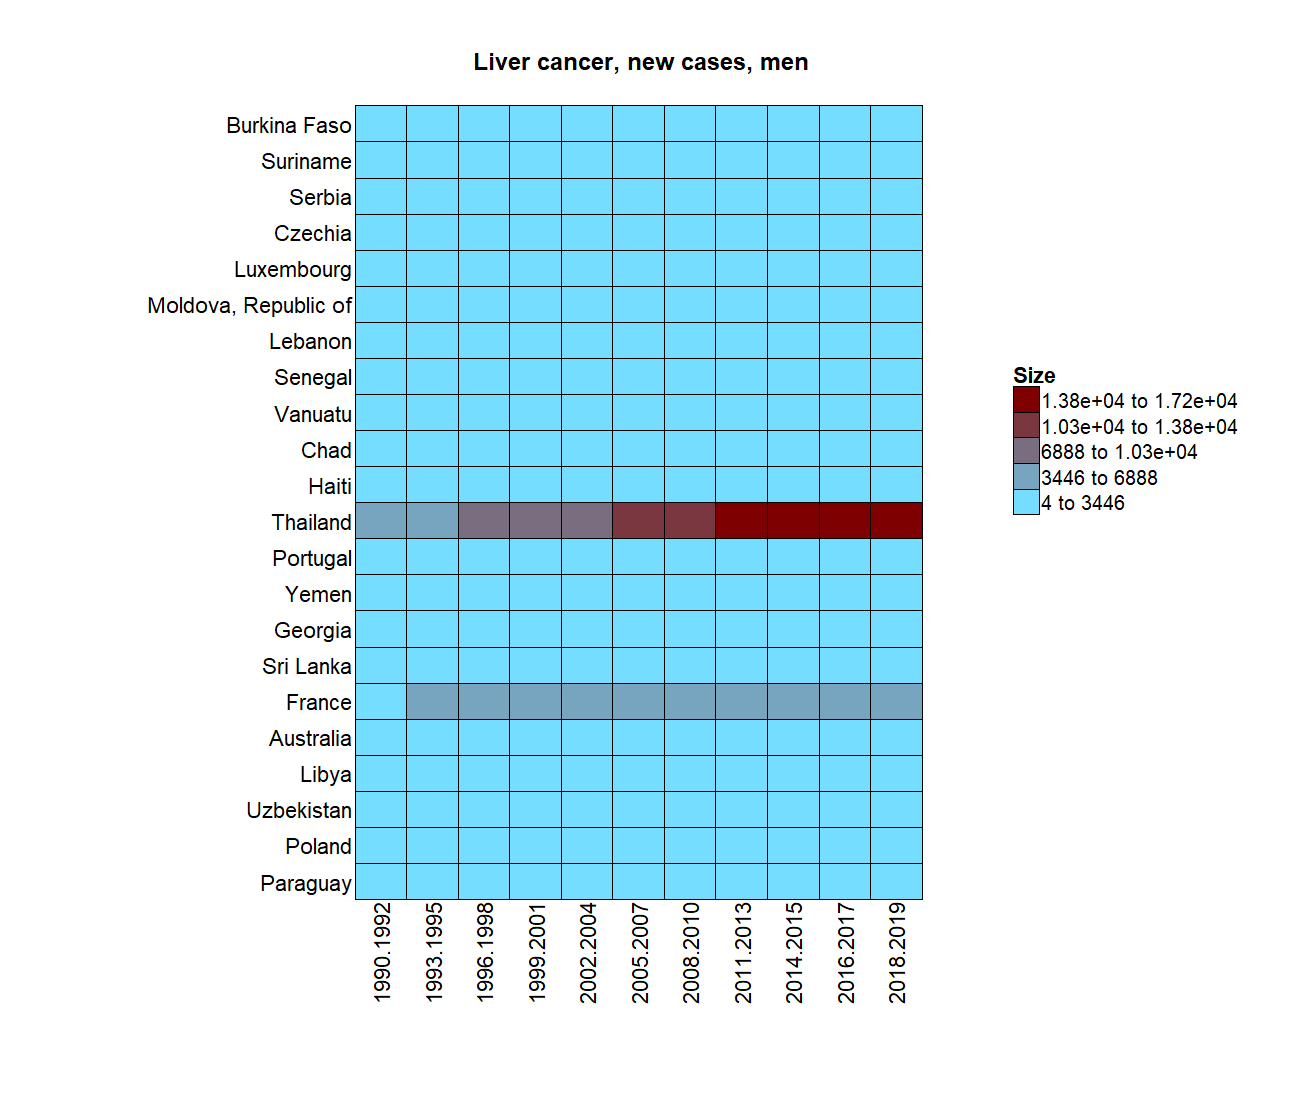 Liver cancer, new cases, men
Burkina Faso
Suriname
Serbia
Czechia
Luxembourg
Moldova, Republic of
Lebanon
Senegal
Vanuatu
Chad
Haiti
Thailand
Portugal
Yemen
Georgia
Sri Lanka
France
Australia
Libya
Uzbekistan
Poland
Paraguay
1990.1992
1993.1995
1996.1998
1999.2001
2002.2004
2005.2007
2008.2010
2011.2013
2014.2015
2016.2017
2018.2019
Size
1.38e+04 to 1.72e+04
1.03e+04 to 1.38e+04
6888 to 1.03e+04
3446 to 6888
4 to 3446